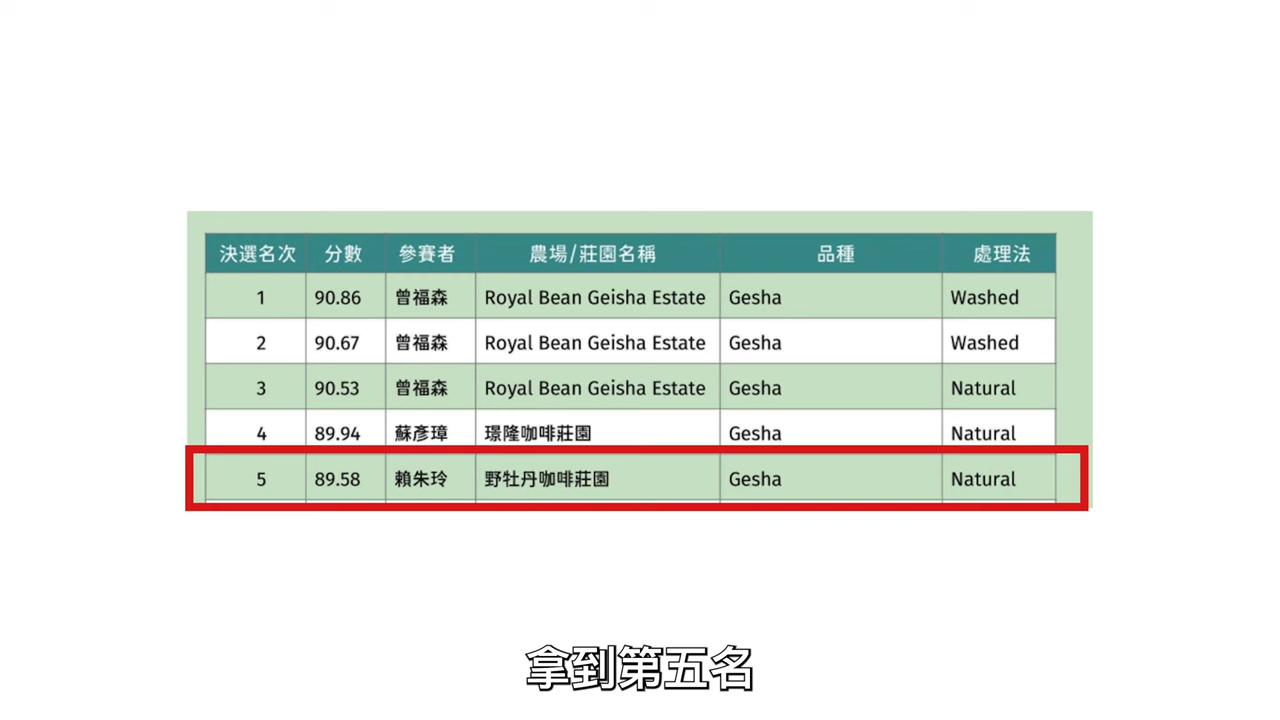 決選名次 分數 參賽者 農場/莊園名稱 品種 處理法
1 90.86 曾福森 Royal Bean Geisha Estate Gesha Washed
2 90.67 曾福森 Royal Bean Geisha Estate Gesha Washed
3 90.53 曾福森 Royal Bean Geisha Estate Gesha Natural
4 89.94 蘇彥璋 璟隆咖啡莊園 Gesha Natural
5 89.58 賴朱玲 野牡丹咖啡莊園 Gesha Natural
拿到第五名